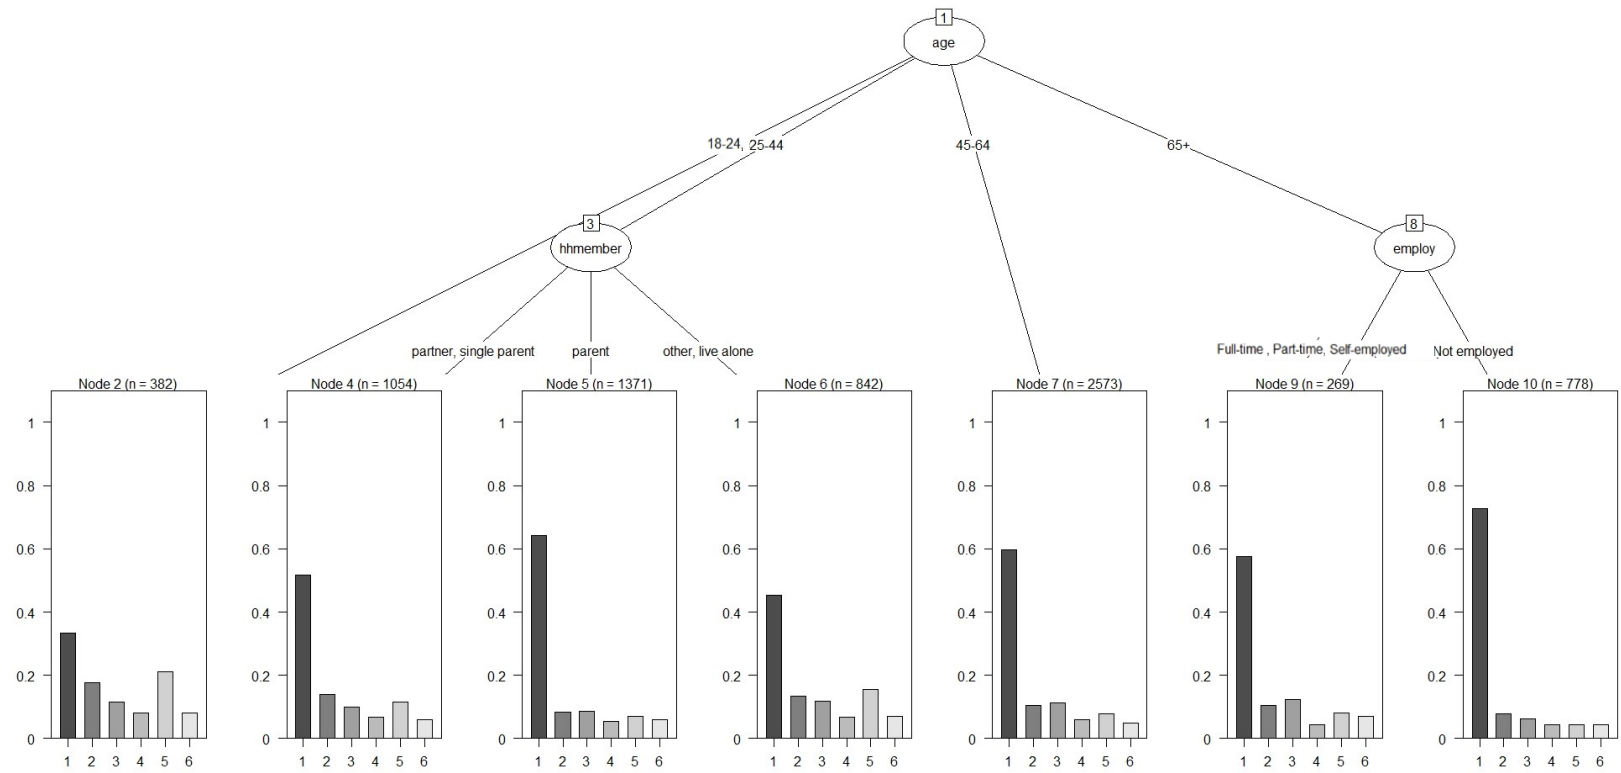 1
age
18-24, 25-44
45-64
65+
3
hhmember
8
employ
partner, single parent
parent
other, live alone
Full-time , Part-time, Self-employed
Not employed
Node 2 (n = 382)
1
0.8
0.6
0.4
0.2
0
1 2 3 4 5 6
Node 4 (n = 1054)
1
0.8
0.6
0.4
0.2
0
1 2 3 4 5 6
Node 5 (n = 1371)
1
0.8
0.6
0.4
0.2
0
1 2 3 4 5 6
Node 6 (n = 842)
1
0.8
0.6
0.4
0.2
0
1 2 3 4 5 6
Node 7 (n = 2573)
1
0.8
0.6
0.4
0.2
0
1 2 3 4 5 6
Node 9 (n = 269)
1
0.8
0.6
0.4
0.2
0
1 2 3 4 5 6
Node 10 (n = 778)
1
0.8
0.6
0.4
0.2
0
1 2 3 4 5 6